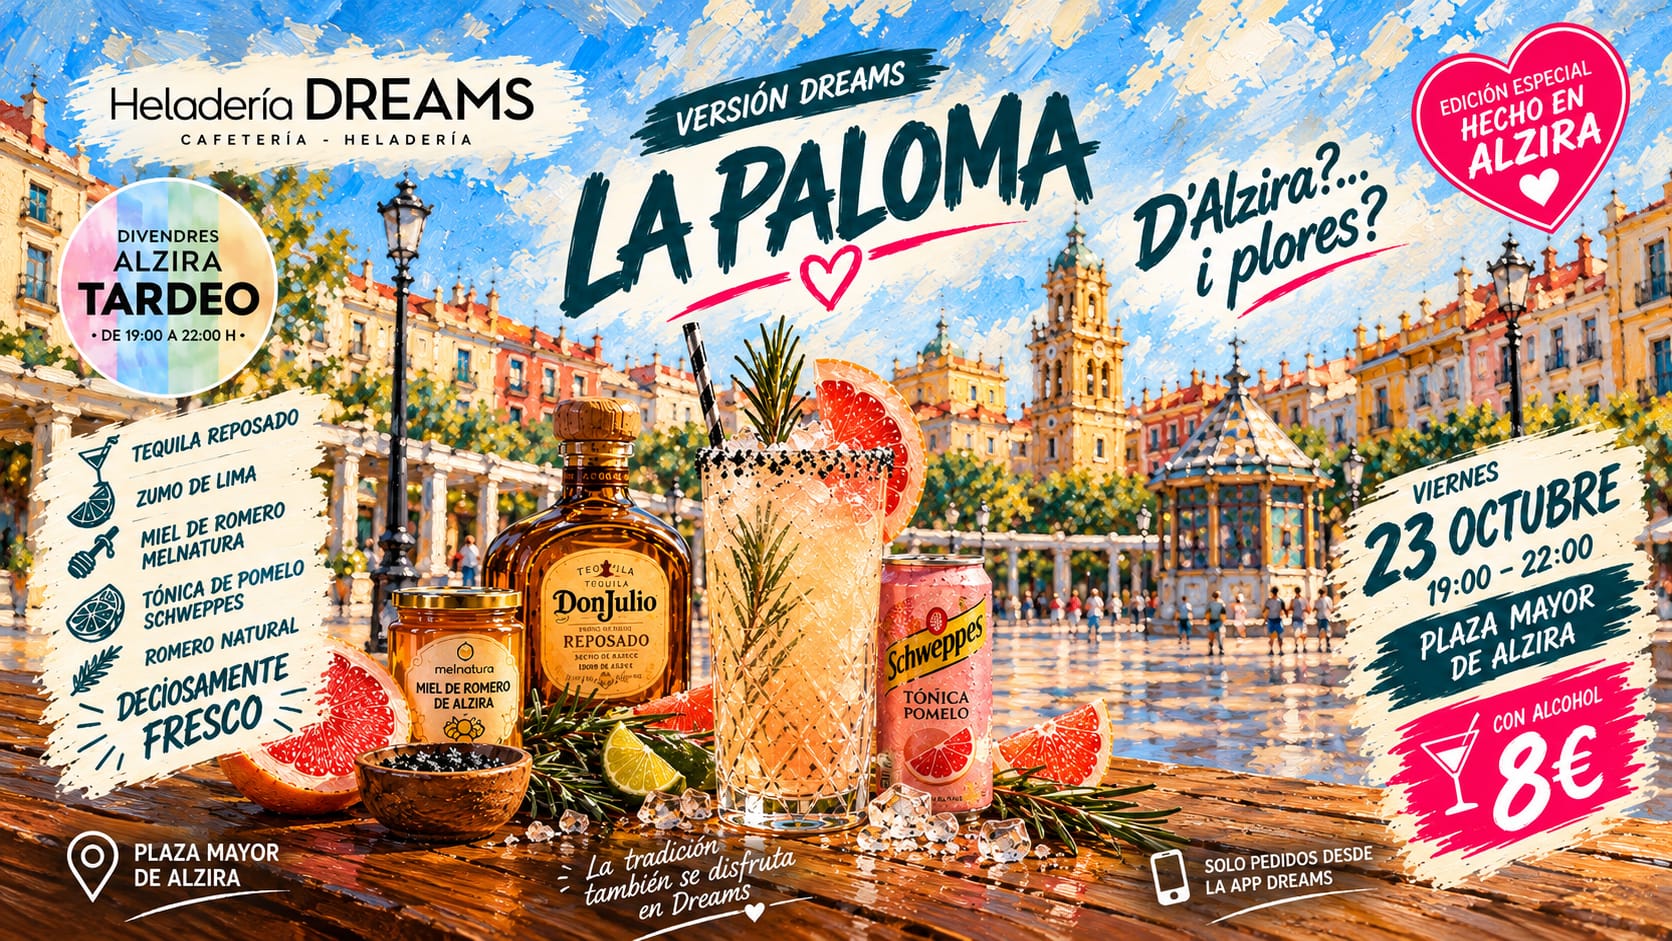 Heladería DREAMS
CAFETERÍA - HELADERÍA
DIVENDRES
ALZIRA
TARDEO
• DE 19:00 A 22:00 H •
VERSIÓN DREAMS
LA PALOMA
D'Alzira?...
i plores?
EDICIÓN ESPECIAL
HECHO EN
ALZIRA
TEQUILA REPOSADO
ZUMO DE LIMA
MIEL DE ROMERO
MELNATURA
TÓNICA DE POMELO
SCHWEPPES
ROMERO NATURAL
DECIOSAMENTE
FRESCO
melnatura
MIEL DE ROMERO
DE ALZIRA
TEQUILA
DonJulio
REPOSADO
Schweppes
TÓNICA
POMELO
VIERNES
23 OCTUBRE
19:00 - 22:00
PLAZA MAYOR
DE ALZIRA
CON ALCOHOL
8€
PLAZA MAYOR
DE ALZIRA
La tradición
también se disfruta
en Dreams
SOLO PEDIDOS DESDE
LA APP DREAMS